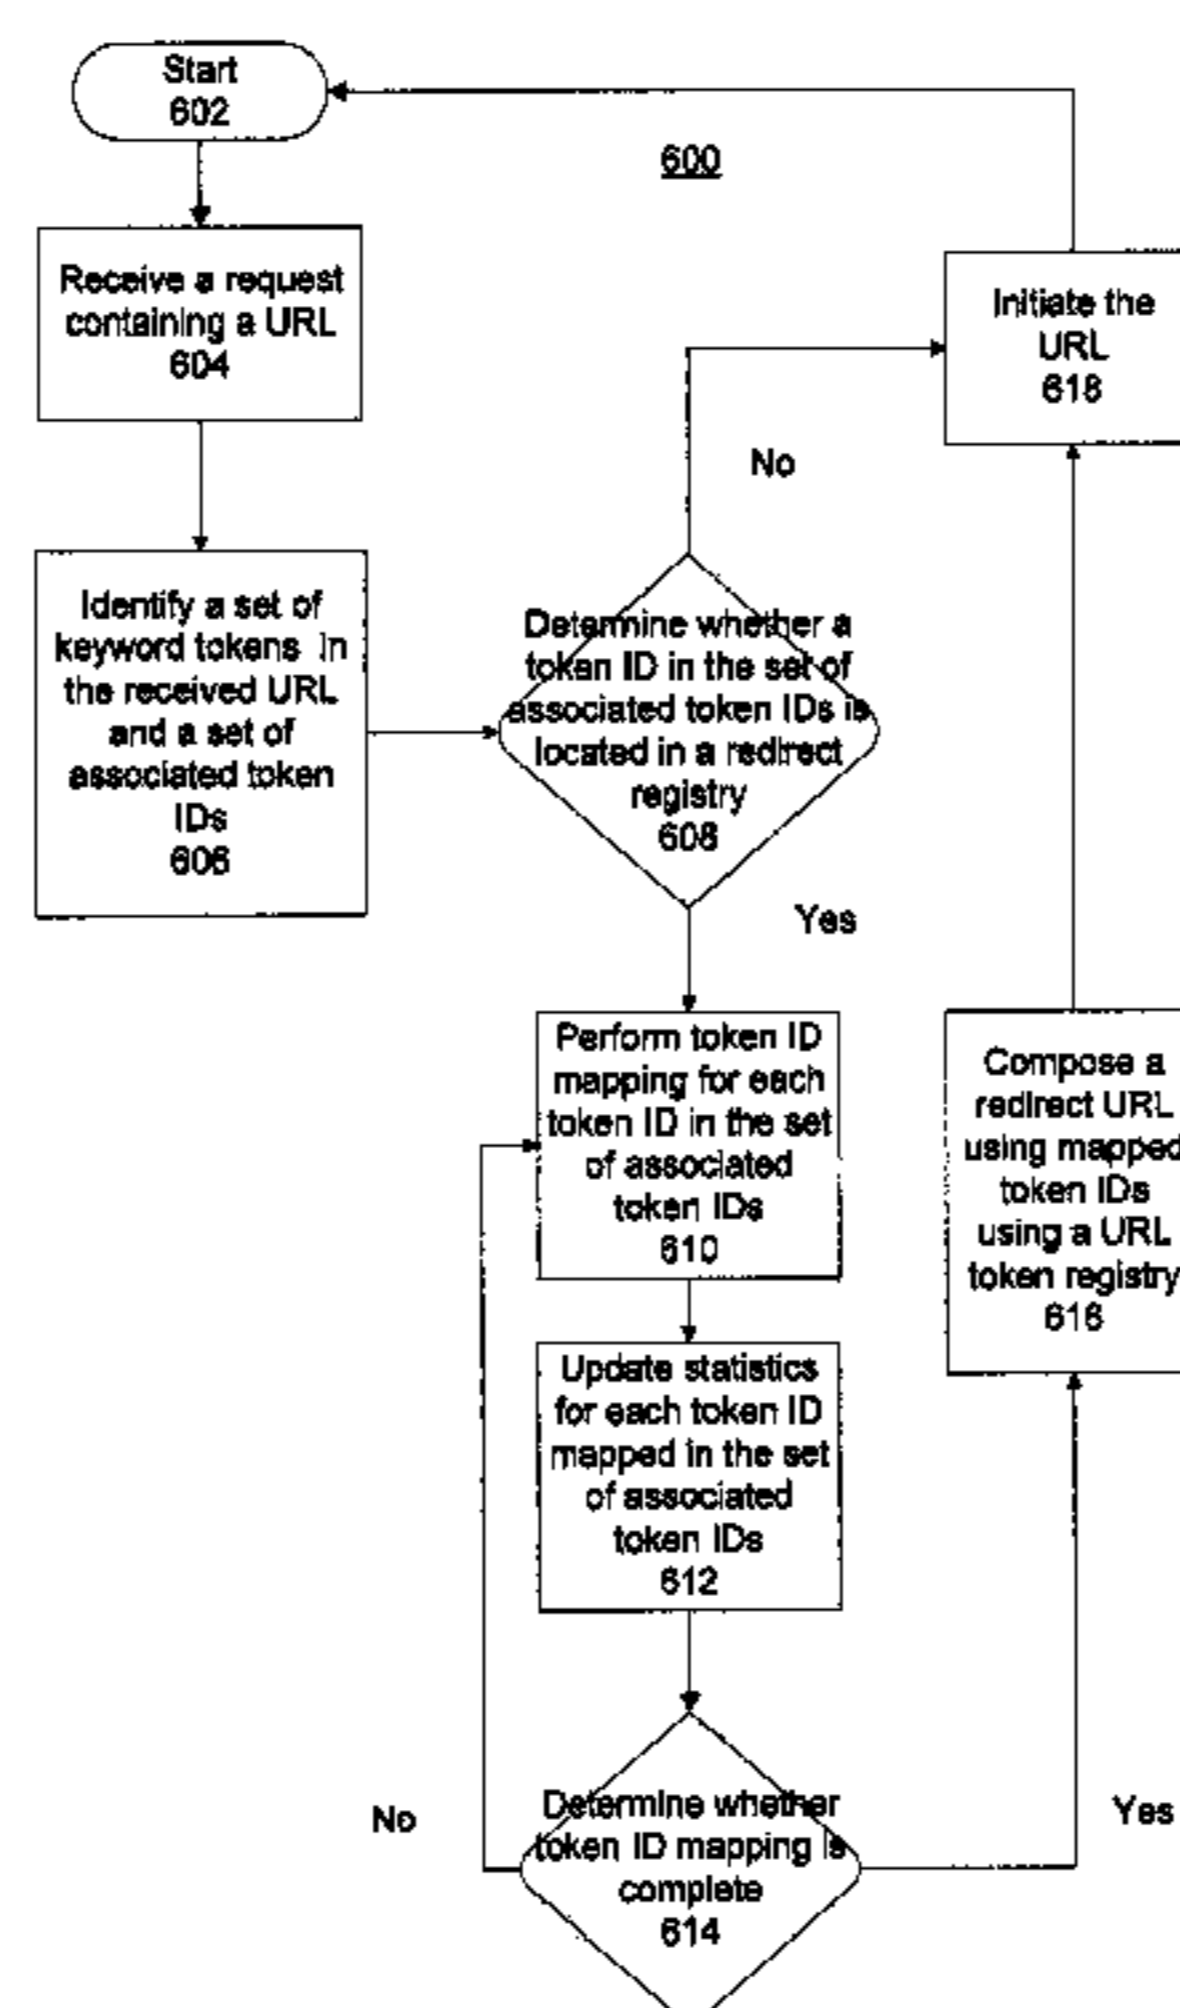 Start
602
600
Receive a request
containing a URL
604
Initiate the
URL
618
No
Identify a set of
keyword tokens in
the received URL
and a set of
associated token
IDs
606
Determine whether a
token ID in the set of
associated token IDs is
located in a redirect
registry
608
Yes
Perform token ID
mapping for each
token ID in the set
of associated
token IDs
610
Compose a
redirect URL
using mapped
token IDs
using a URL
token registry
616
Update statistics
for each token ID
mapped in the set
of associated
token IDs
612
No
Determine whether
token ID mapping is
complete
614
Yes